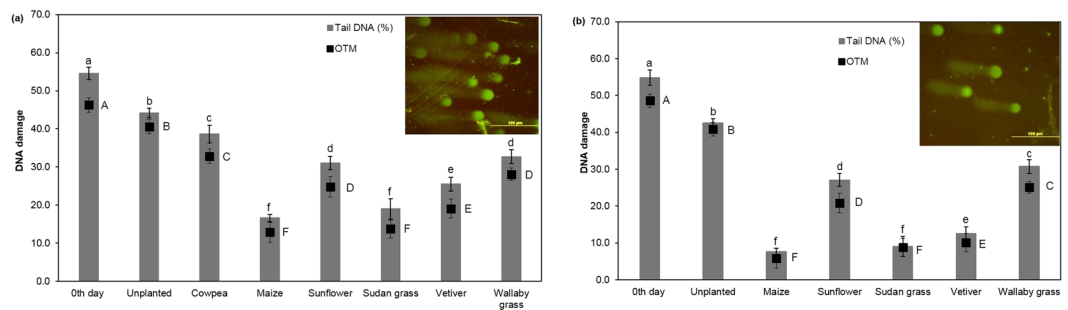 (a)
70.0
60.0
50.0
40.0
30.0
20.0
10.0
0.0
DNA damage
Tail DNA (%)
OTM
a
A
b
B
c
C
f
F
d
D
f
F
e
E
d
D
0th day
Unplanted
Cowpea
Maize
Sunflower
Sudan grass
Vetiver
Wallaby
grass
(b)
70.0
60.0
50.0
40.0
30.0
20.0
10.0
0.0
DNA damage
Tail DNA (%)
OTM
100 µm
a
A
b
B
f
F
d
D
f
F
e
E
c
C
0th day
Unplanted
Maize
Sunflower
Sudan grass
Vetiver
Wallaby grass